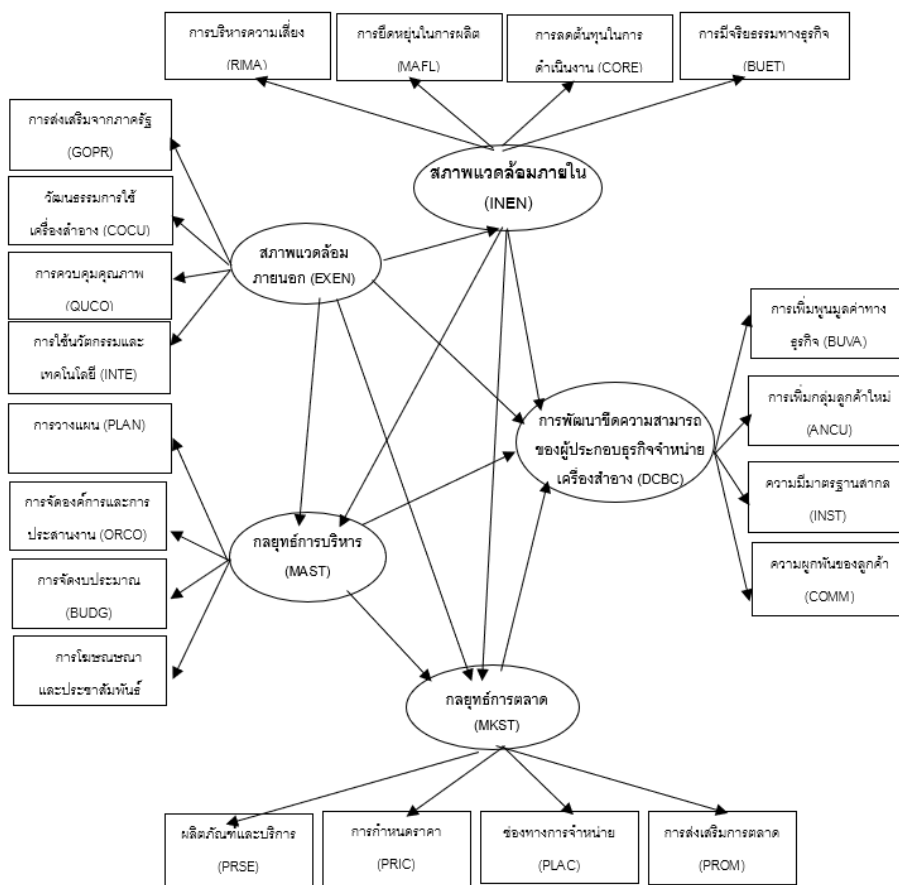 การบริหารความเสี่ยง
(RIMA)
การยืดหยุ่นในการผลิต
(MAFL)
การลดต้นทุนในการ
ดำเนินงาน (CORE)
การมีจริยธรรมทางธุรกิจ
(BUET)
การส่งเสริมจากภาครัฐ
(GOPR)
วัฒนธรรมการใช้
เครื่องสำอาง (COCU)
การควบคุมคุณภาพ
(QUCO)
การใช้นวัตกรรมและ
เทคโนโลยี (INTE)
สภาพแวดล้อมภายใน
(INEN)
สภาพแวดล้อม
ภายนอก (EXEN)
การวางแผน (PLAN)
การจัดองค์การและการ
ประสานงาน (ORCO)
การจัดงบประมาณ
(BUDG)
การโฆษณษณา
และประชาสัมพันธ์
กลยุทธ์การบริหาร
(MAST)
การพัฒนาขีดความสามารถ
ของผู้ประกอบธุรกิจจำหน่าย
เครื่องสำอาง (DCBC)
การเพิ่มพูนมูลค่าทาง
ธุรกิจ (BUVA)
การเพิ่มกลุ่มลูกค้าใหม่
(ANCU)
ความมีมาตรฐานสากล
(INST)
ความผูกพันของลูกค้า
(COMM)
กลยุทธ์การตลาด
(MKST)
ผลิตภัณฑ์และบริการ
(PRSE)
การกำหนดราคา
(PRIC)
ช่องทางการจำหน่าย
(PLAC)
การส่งเสริมการตลาด
(PROM)